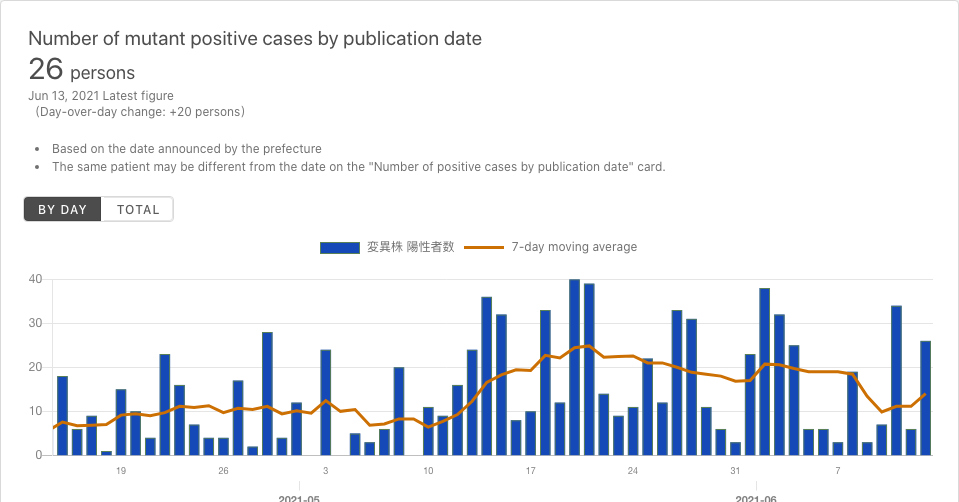 Number of mutant positive cases by publication date
26 persons
Jun 13, 2021 Latest figure
(Day-over-day change: +20 persons)
Based on the date announced by the prefecture
The same patient may be different from the date on the "Number of positive cases by publication date" card.
BY DAY TOTAL
変異株 陽性者数 7-day moving average
40
30
20
10
0
19 26 3 10 17 24 31 7
2021-05 2021-06